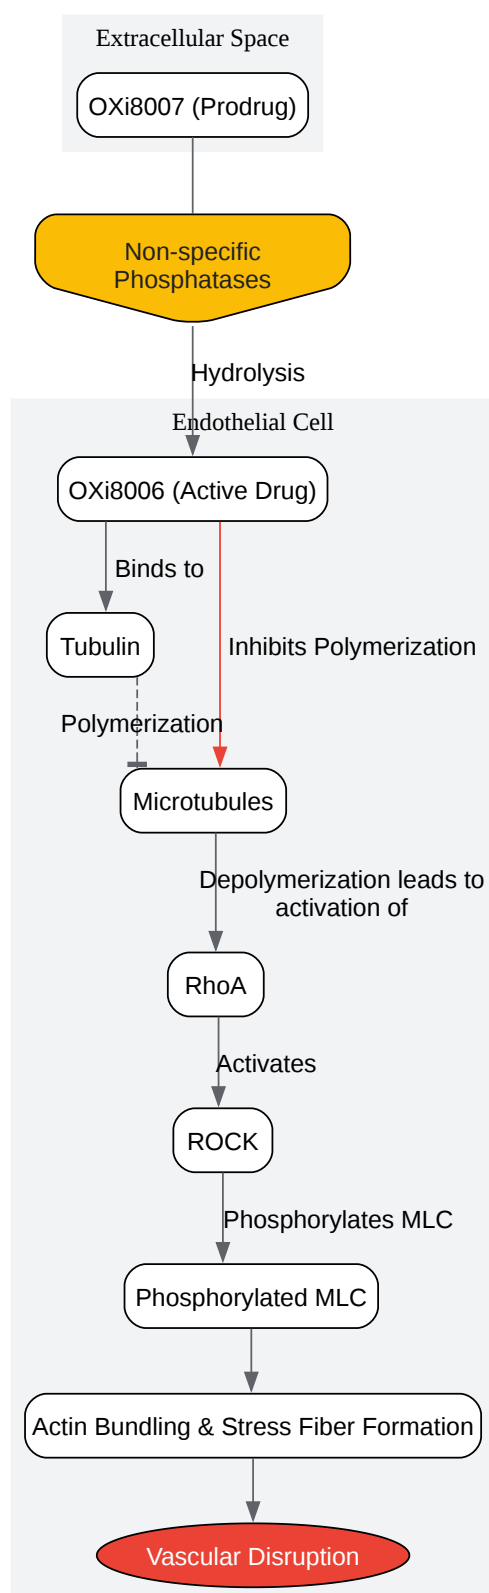 Extracellular Space
OXi8007 (Prodrug)
Non-specific
Phosphatases
Hydrolysis
Endothelial Cell
OXi8006 (Active Drug)
Binds to
Tubulin
Inhibits Polymerization
Polymerization
Microtubules
Depolymerization leads to
activation of
RhoA
Activates
ROCK
Phosphorylates MLC
Phosphorylated MLC
Actin Bundling & Stress Fiber Formation
Vascular Disruption